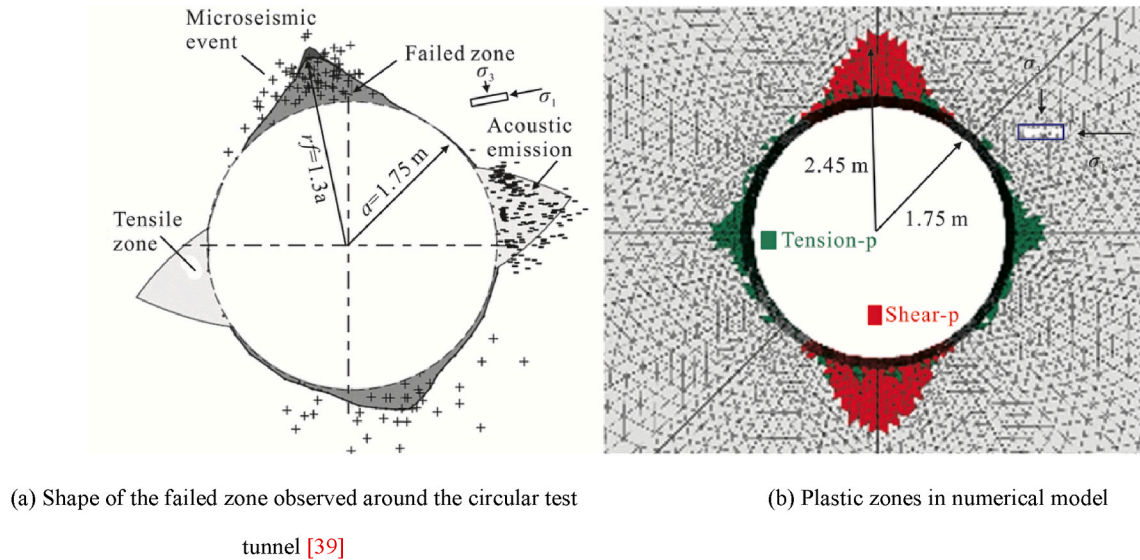 Microseismic
event
Failed zone
σ3
σ1
Acoustic
emission
rf=1.3a
a=1.75 m
Tensile
zone
σ
σ
2.45 m
1.75 m
Tension-p
Shear-p
(a) Shape of the failed zone observed around the circular test
tunnel [39]
(b) Plastic zones in numerical model